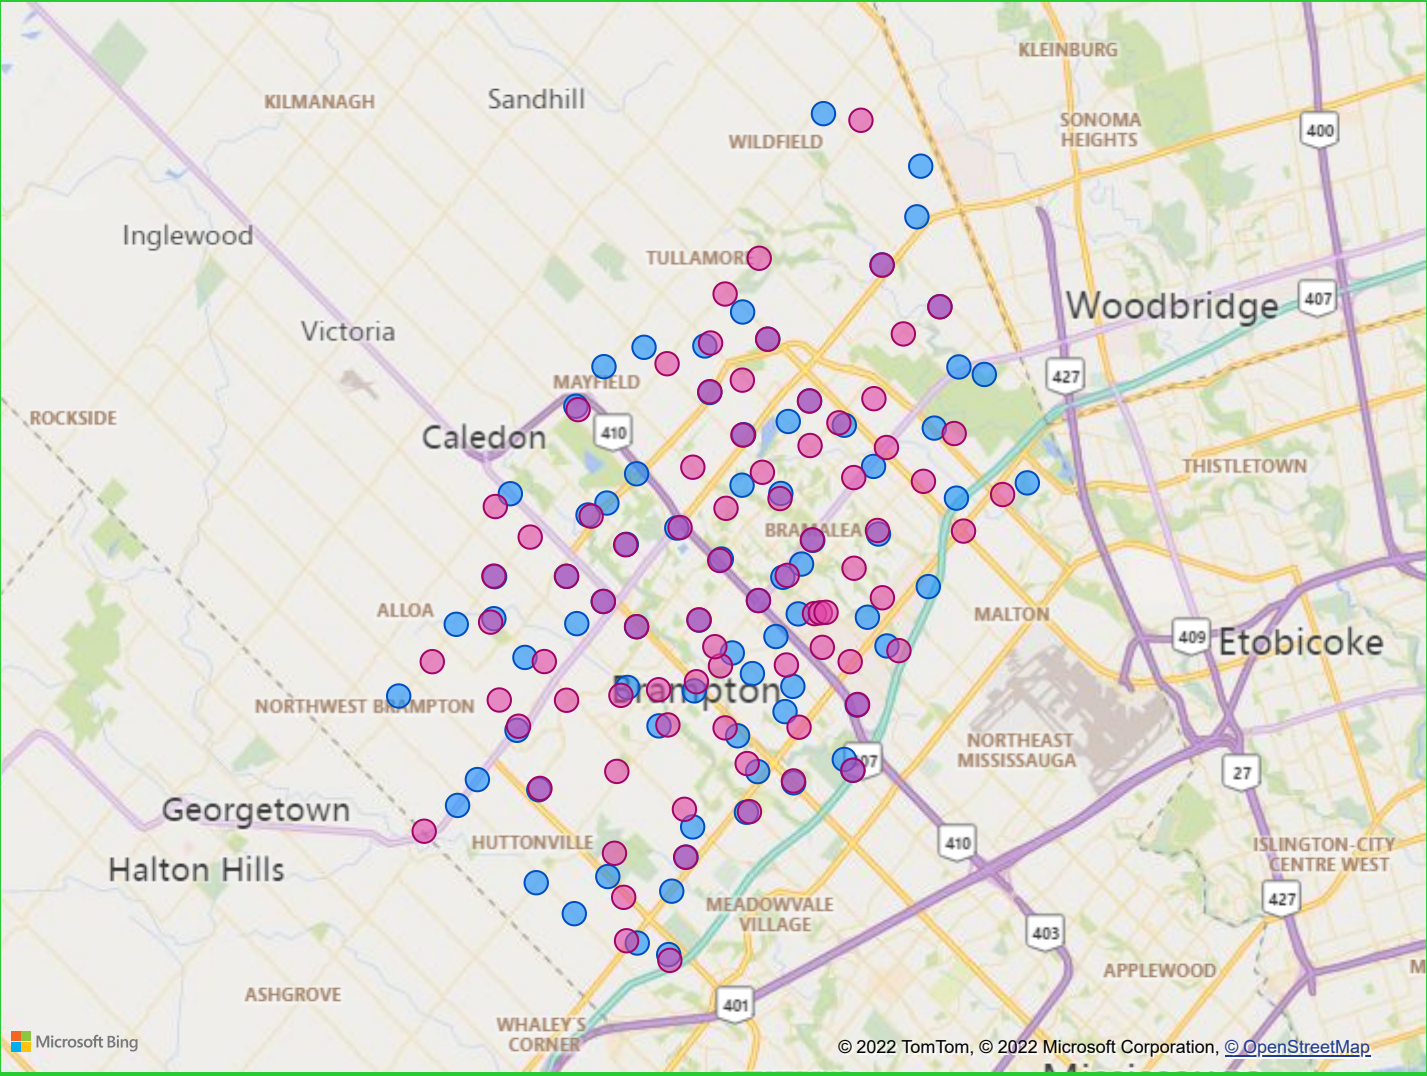 KLEINBURG
KILMANAGH
Sandhill
SONOMA
HEIGHTS
400
WILDFIELD
Inglewood
TULLAMORE
Woodbridge
407
Victoria
427
MAYFIELD
ROCKSIDE
Caledon
410
THISTLETOWN
BRAMALEA
ALLOA
MALTON
409
Etobicoke
Brampton
NORTHWEST BRAMPTON
NORTHEAST
MISSISSAUGA
07
27
Georgetown
HUTTONVILLE
410
ISLINGTON-CITY
CENTRE WEST
Halton Hills
427
MEADOWVALE
VILLAGE
403
APPLEWOOD
M
ASHGROVE
401
WHALEY'S
CORNER
Microsoft Bing
© 2022 TomTom, © 2022 Microsoft Corporation, © OpenStreetMap